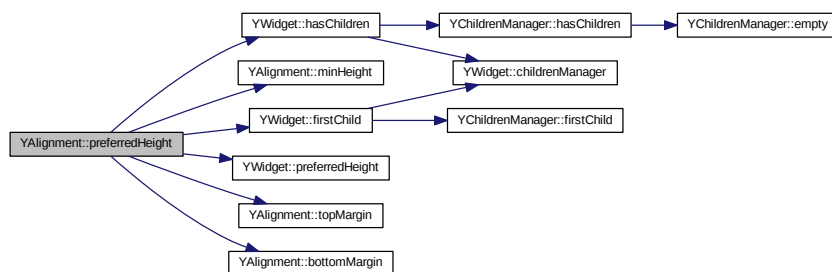 YWidget::hasChildren
YChildrenManager::hasChildren
YChildrenManager::empty
YAlignment::minHeight
YWidget::childrenManager
YWidget::firstChild
YChildrenManager::firstChild
YAlignment::preferredHeight
YWidget::preferredHeight
YAlignment::topMargin
YAlignment::bottomMargin